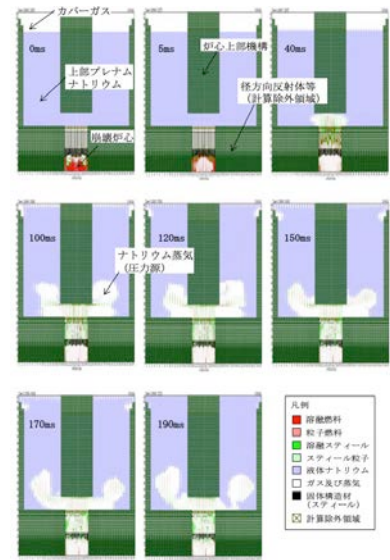 カバーガス
0ms
上部プレナム
ナトリウム
崩壊炉心
5ms
炉心上部機構
径方向反射体等
(計算除外領域)
40ms
100ms
ナトリウム蒸気
(圧力源)
120ms
150ms
170ms
190ms
凡例
溶融燃料
粒子燃料
溶融スティール
スティール粒子
液体ナトリウム
ガス及び蒸気
固体構造材
(スティール)
計算除外領域